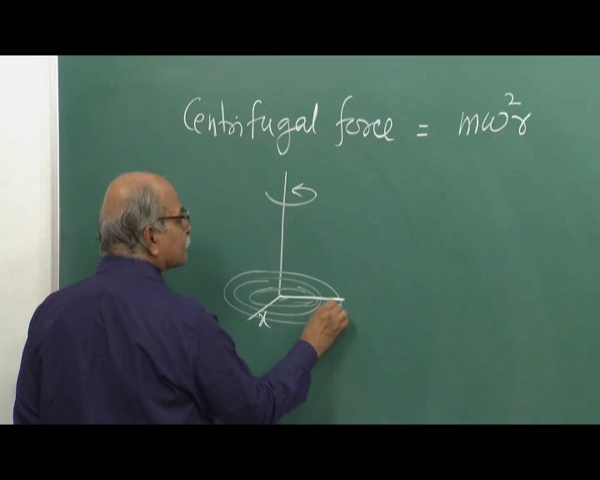 Centrifugal force = mω²r
x